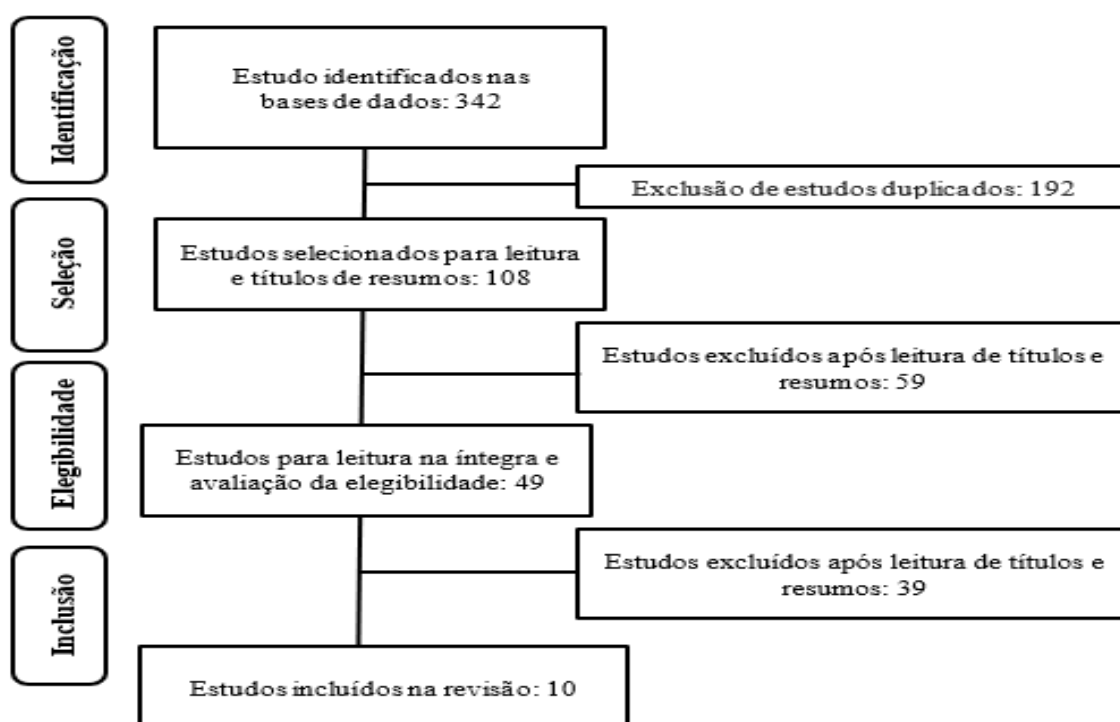 Identificação
Estudo identificados nas
bases de dados: 342
Exclusão de estudos duplicados: 192
Seleção
Estudos selecionados para leitura
e títulos de resumos: 108
Estudos excluídos após leitura de títulos e
resumos: 59
Elegibilidade
Estudos para leitura na íntegra e
avaliação da elegibilidade: 49
Estudos excluídos após leitura de títulos e
resumos: 39
Inclusão
Estudos incluídos na revisão: 10